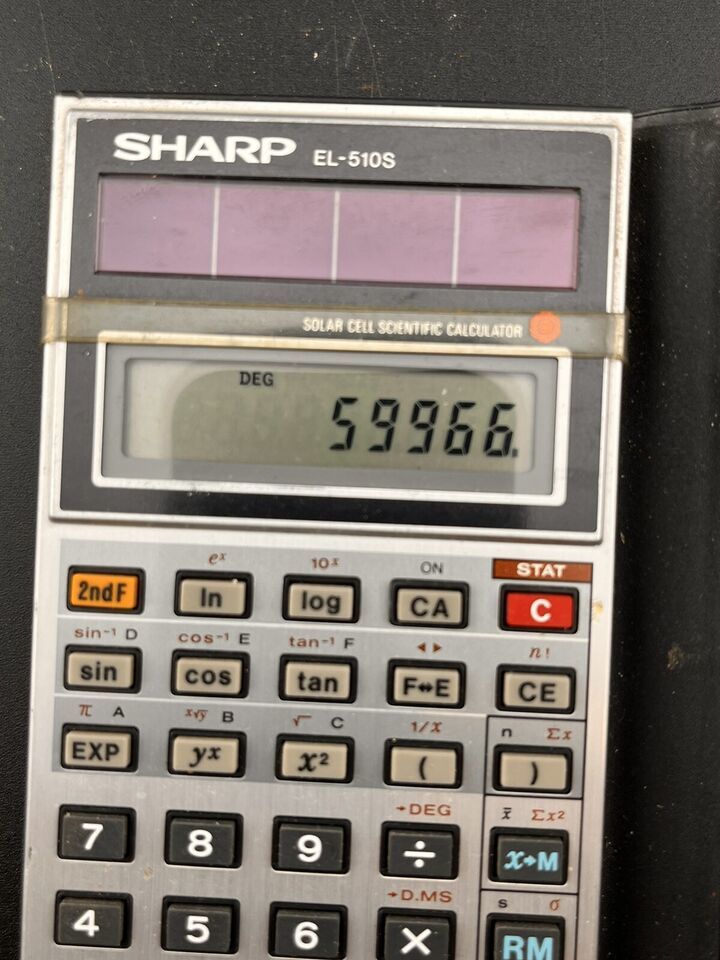 SHARP EL-510S
SOLAR CELL SCIENTIFIC CALCULATOR
DEG
59966.
eˣ 10ˣ ON STAT
2ndF ln log CA C
sin⁻¹ D cos⁻¹ E tan⁻¹ F ◂ ▸ n!
sin cos tan F↔E CE
π A ˣ√y B √ C 1/x n Σx
EXP yˣ x² ( )
→DEG x̄ Σx²
7 8 9 ÷ x→M
→D.MS s σ
4 5 6 × RM